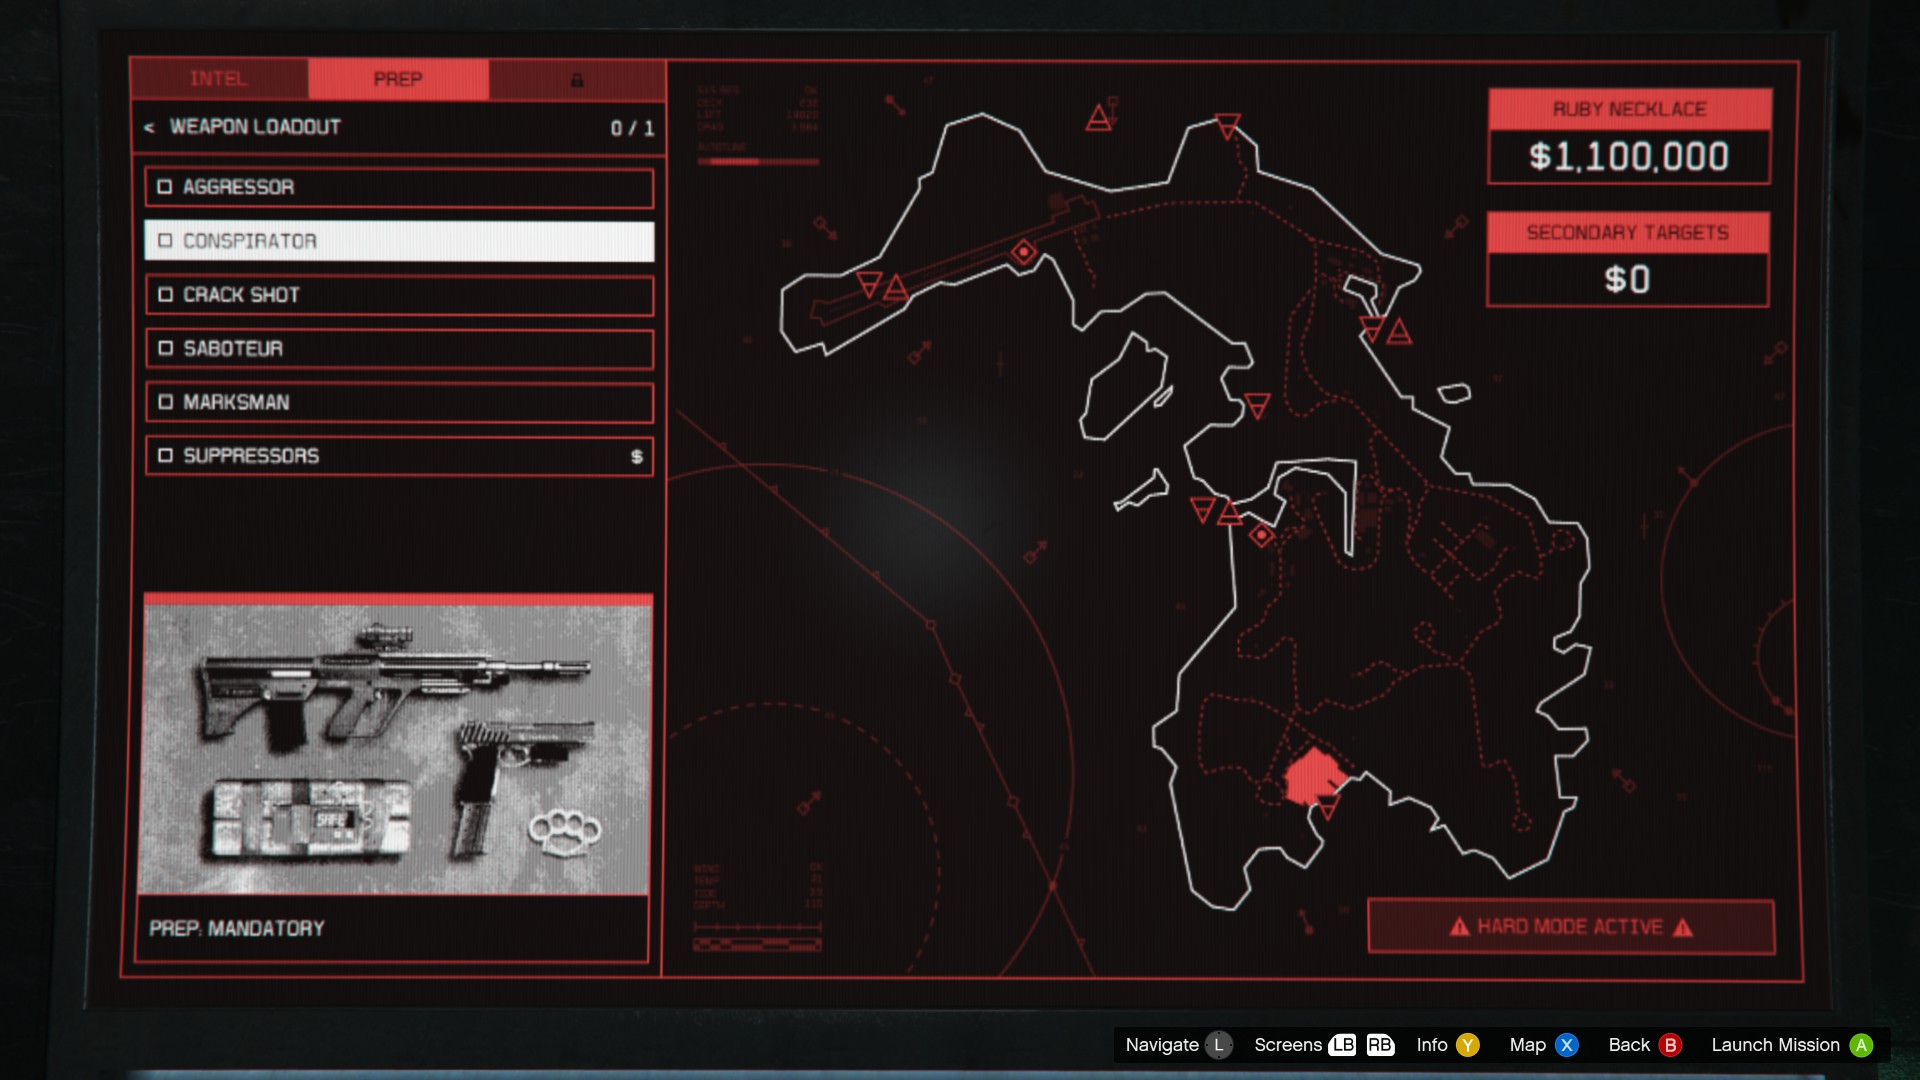 INTEL
PREP
< WEAPON LOADOUT 0 / 1
AGGRESSOR
CONSPIRATOR
CRACK SHOT
SABOTEUR
MARKSMAN
SUPPRESSORS $
SAFE
PREP: MANDATORY
RUBY NECKLACE
$1,100,000
SECONDARY TARGETS
$0
HARD MODE ACTIVE
Navigate L Screens LB RB Info Y Map X Back B Launch Mission A